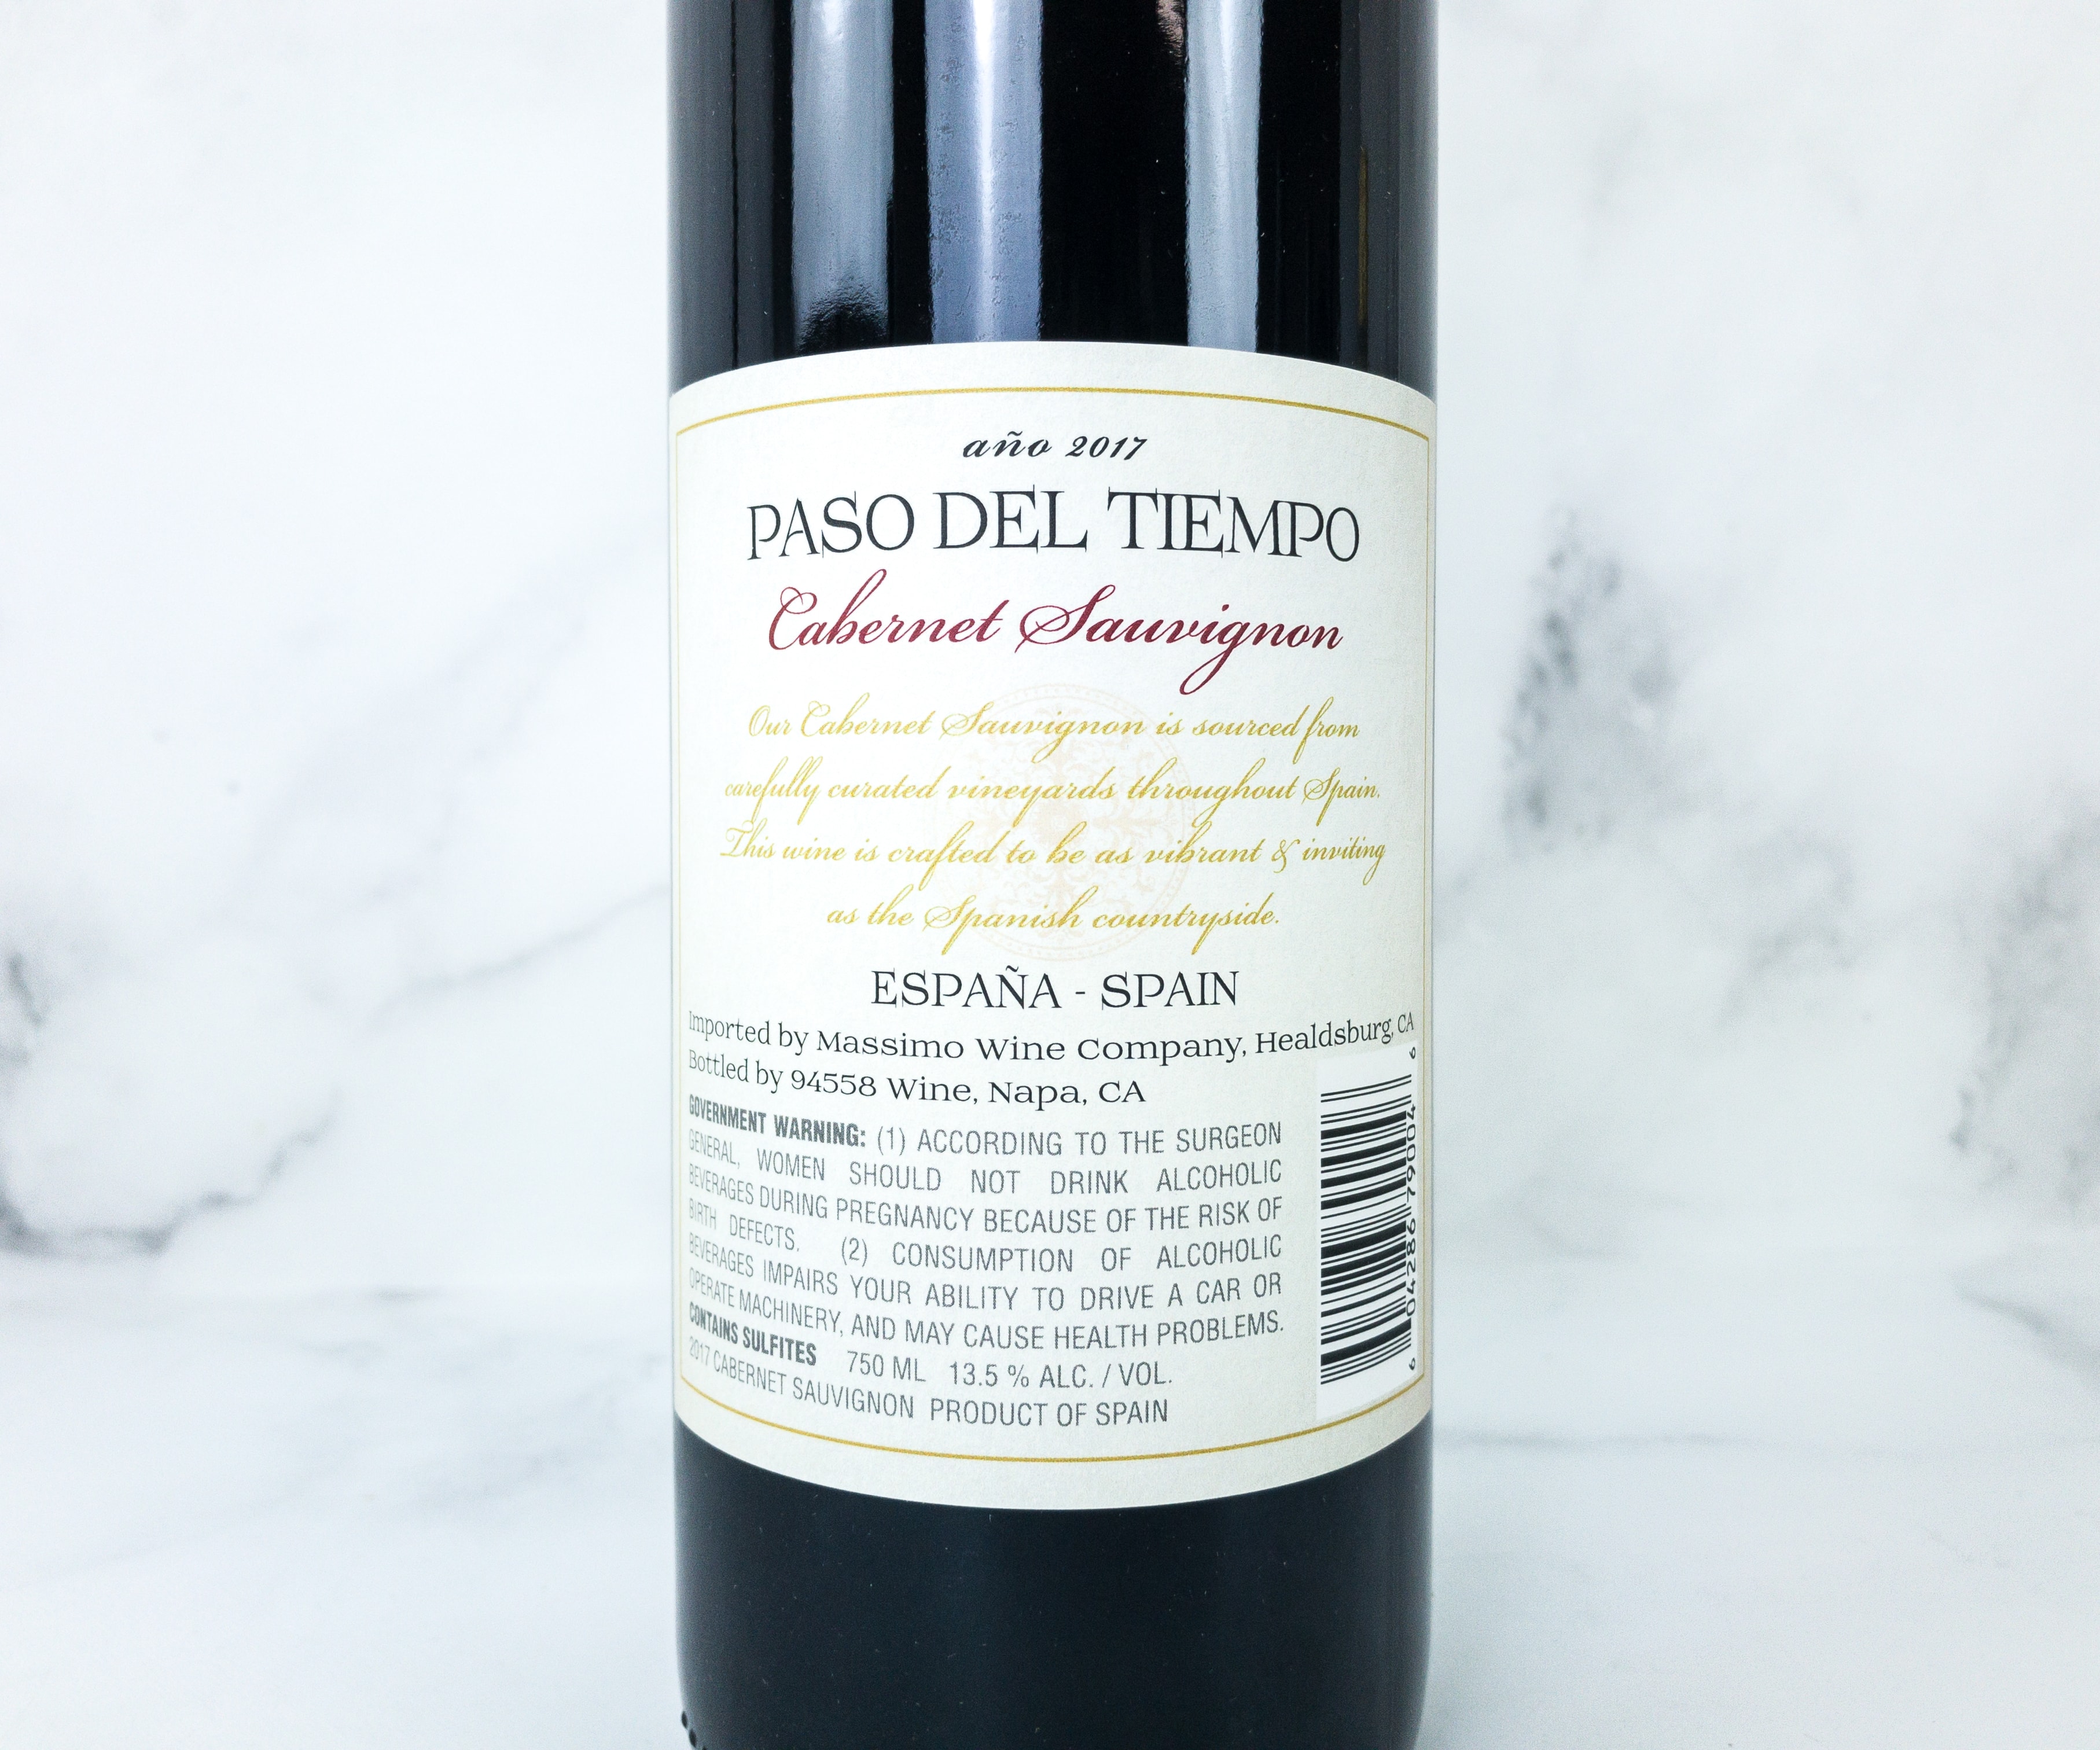 año 2017
PASO DEL TIEMPO
Cabernet Sauvignon
Our Cabernet Sauvignon is sourced from
carefully curated vineyards throughout Spain.
This wine is crafted to be as vibrant & inviting
as the Spanish countryside.
ESPAÑA - SPAIN
Imported by Massimo Wine Company, Healdsburg, CA
Bottled by 94558 Wine, Napa, CA
GOVERNMENT WARNING: (1) ACCORDING TO THE SURGEON
GENERAL, WOMEN SHOULD NOT DRINK ALCOHOLIC
BEVERAGES DURING PREGNANCY BECAUSE OF THE RISK OF
BIRTH DEFECTS. (2) CONSUMPTION OF ALCOHOLIC
BEVERAGES IMPAIRS YOUR ABILITY TO DRIVE A CAR OR
OPERATE MACHINERY, AND MAY CAUSE HEALTH PROBLEMS.
CONTAINS SULFITES 750 ML 13.5 % ALC. / VOL.
2017 CABERNET SAUVIGNON PRODUCT OF SPAIN
6 04286 79004 6